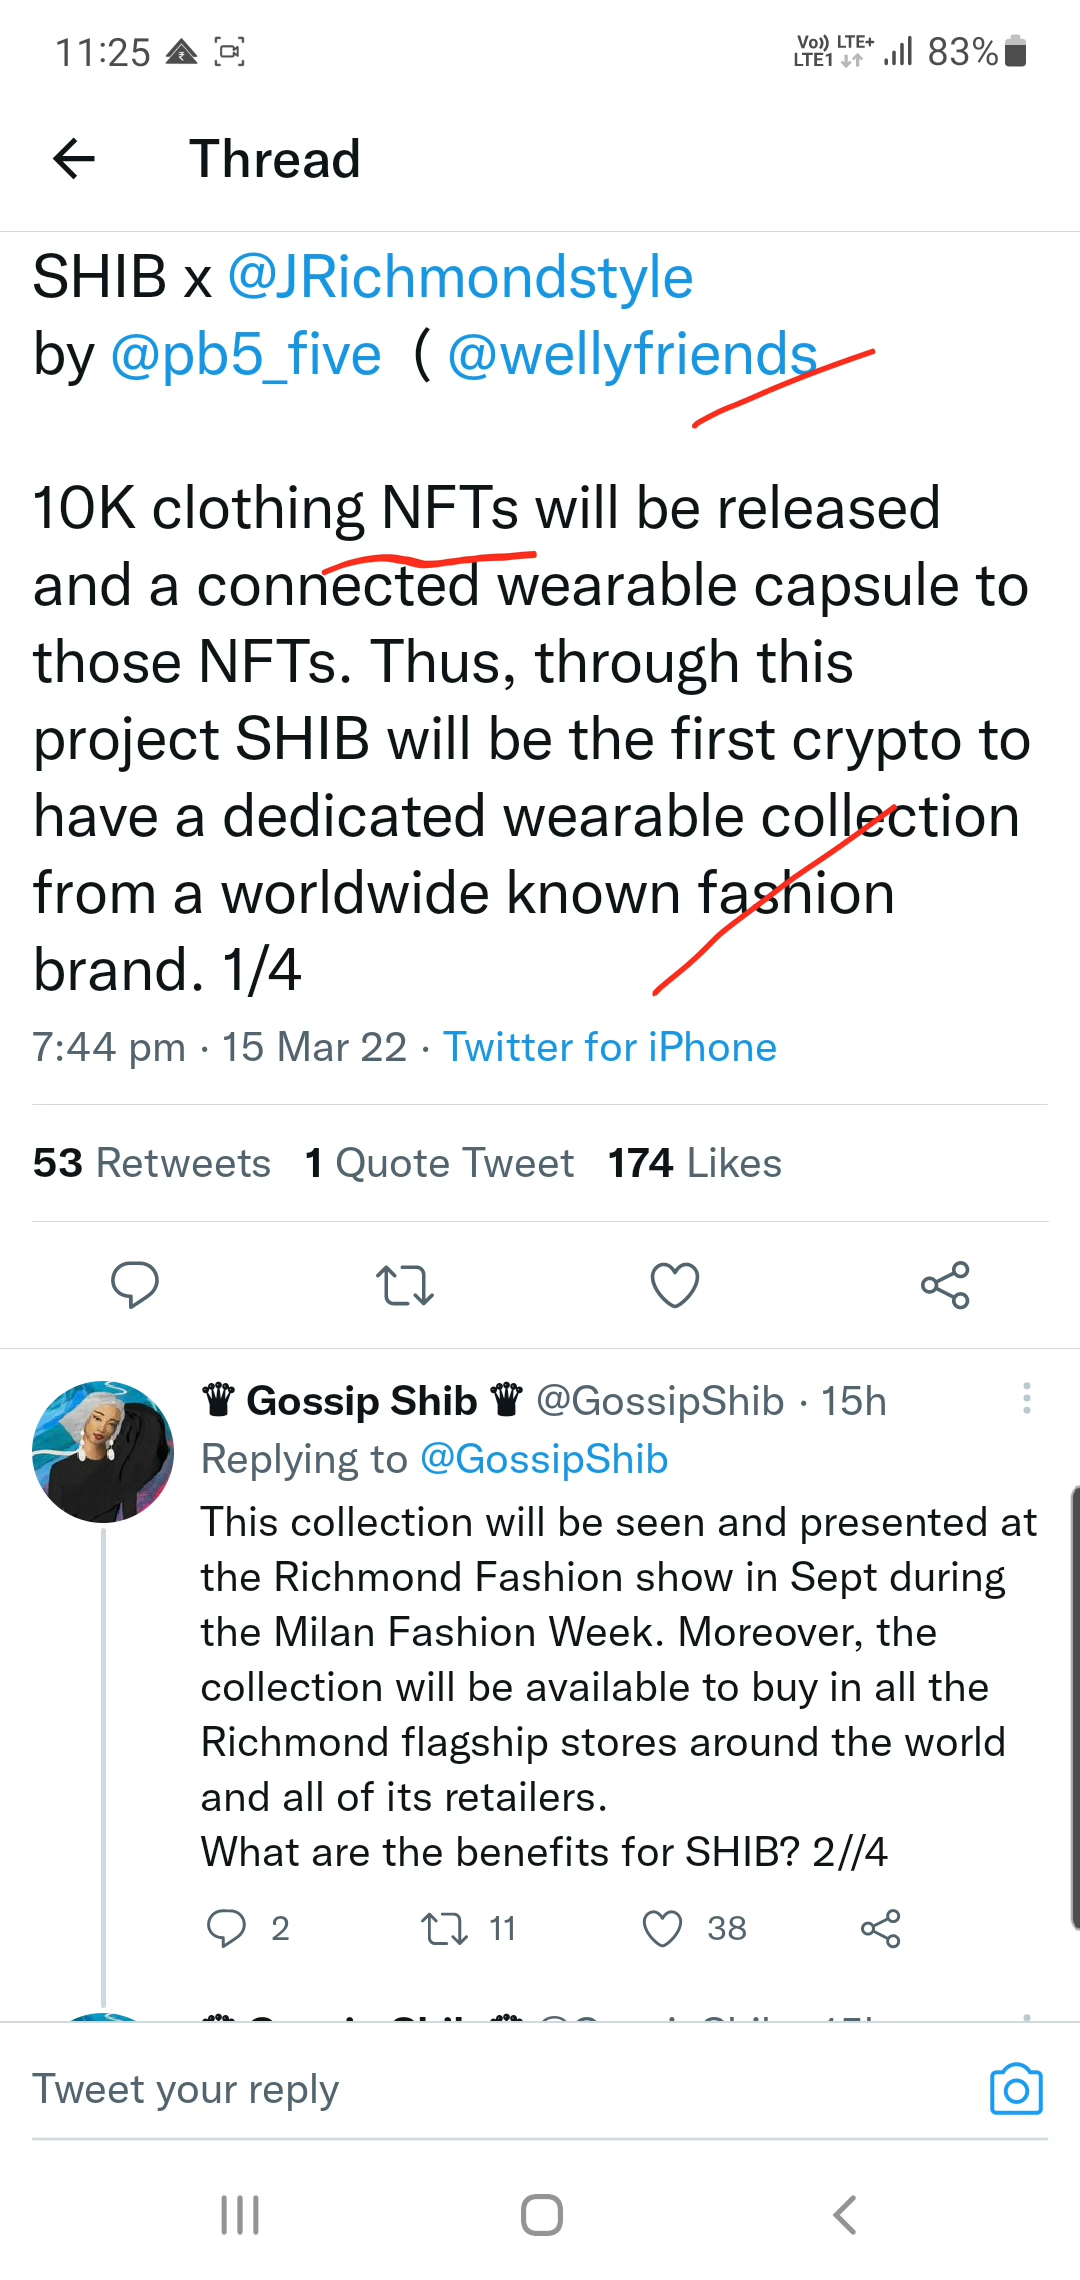 11:25
Vo)) LTE+
LTE1
83%
Thread
SHIB x @JRichmondstyle
by @pb5_five ( @wellyfriends
10K clothing NFTs will be released
and a connected wearable capsule to
those NFTs. Thus, through this
project SHIB will be the first crypto to
have a dedicated wearable collection
from a worldwide known fashion
brand. 1/4
7:44 pm · 15 Mar 22 · Twitter for iPhone
53 Retweets 1 Quote Tweet 174 Likes
Gossip Shib @GossipShib · 15h
Replying to @GossipShib
This collection will be seen and presented at
the Richmond Fashion show in Sept during
the Milan Fashion Week. Moreover, the
collection will be available to buy in all the
Richmond flagship stores around the world
and all of its retailers.
What are the benefits for SHIB? 2//4
2 11 38
Tweet your reply